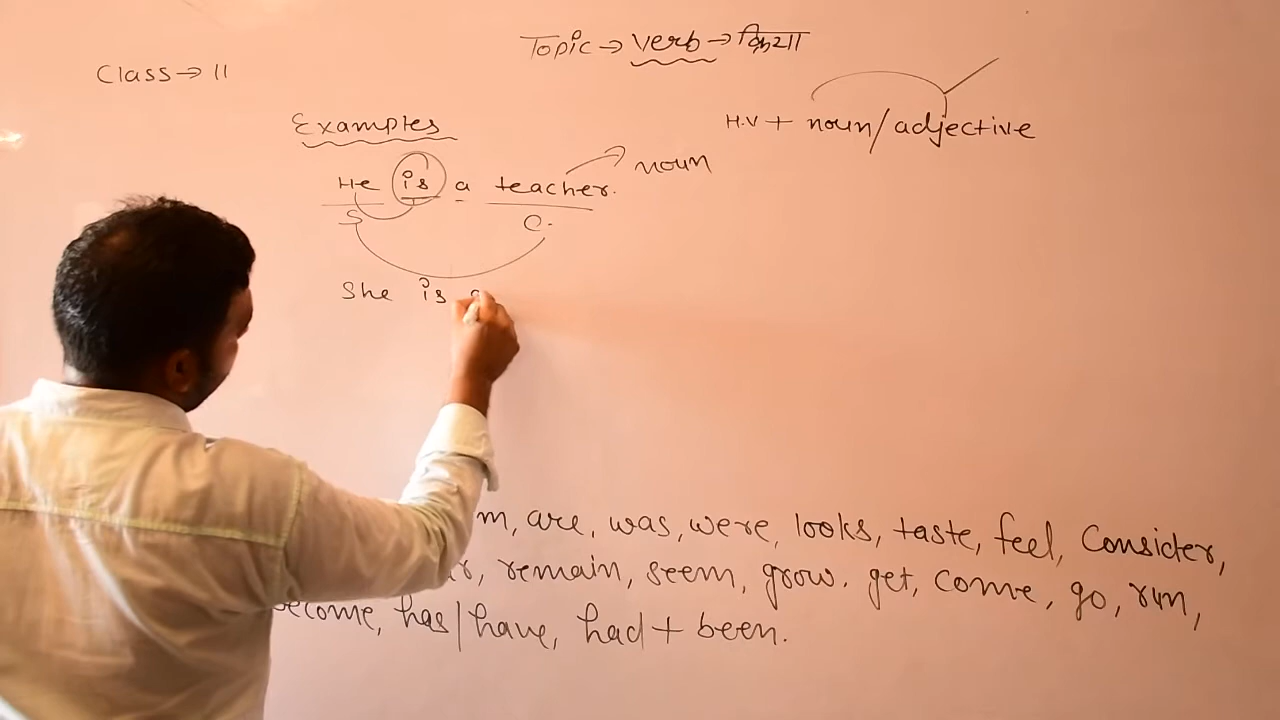 Topic → verb → क्रिया
Class → 11
H.V + noun/adjective
Examples
He is a teacher. → noun
S C.
She is
are, was, were, looks, taste, feel, Consider,
remain, seem, grow. get, come, go, run,
has/have, had + been.